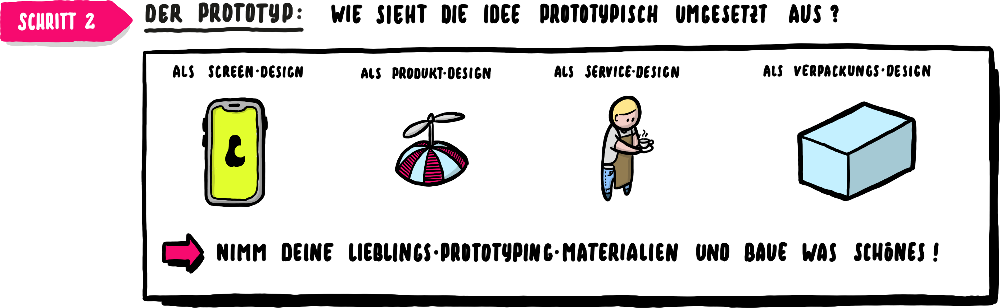 SCHRITT 2
DER PROTOTYP: WIE SIEHT DIE IDEE PROTOTYPISCH UMGESETZT AUS?
ALS SCREEN·DESIGN
ALS PRODUKT·DESIGN
ALS SERVICE·DESIGN
ALS VERPACKUNGS·DESIGN
NIMM DEINE LIEBLINGS·PROTOTYPING·MATERIALIEN UND BAUE WAS SCHÖNES!